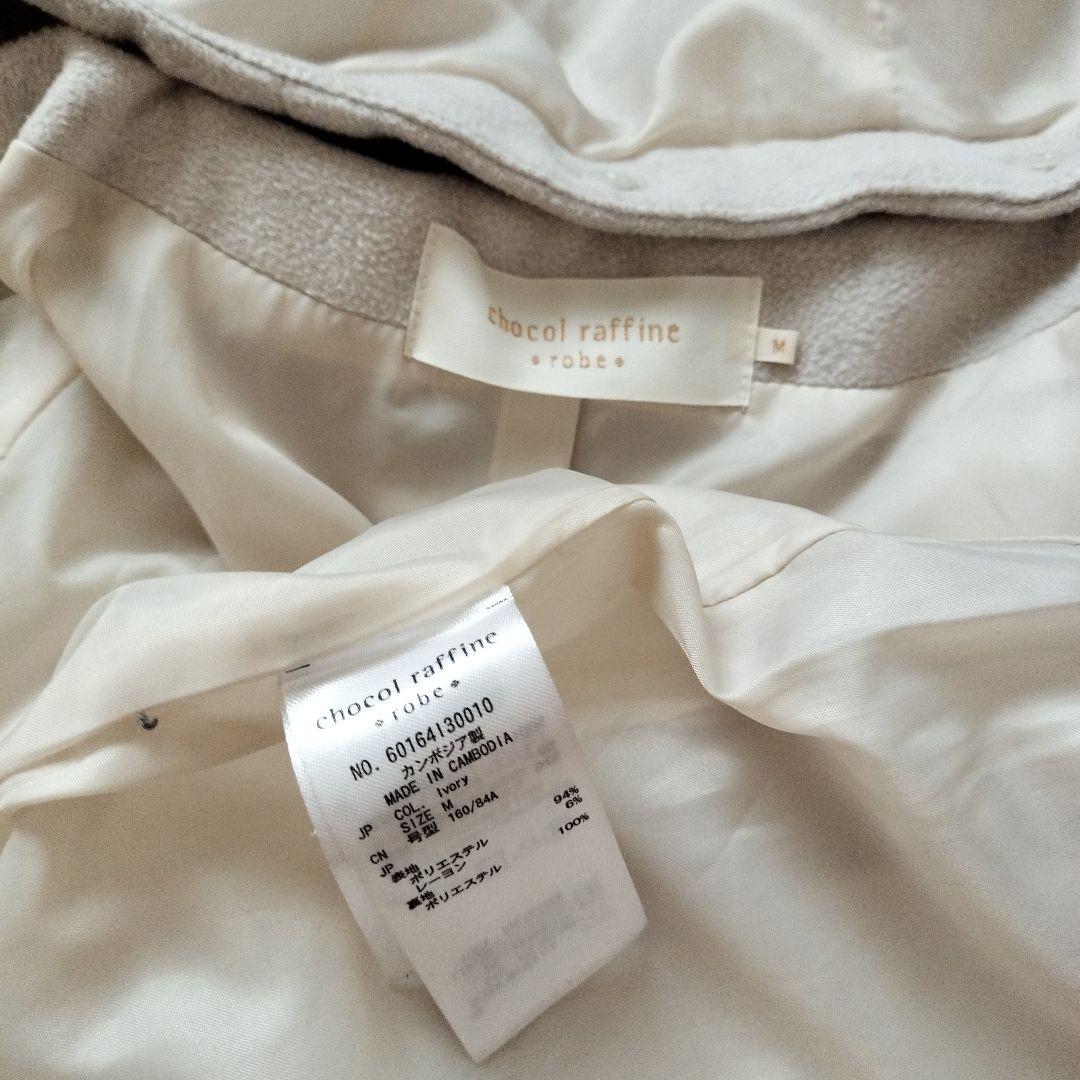 chocol raffine
robe
M
chocol raffine
robe
NO. 60164I30010
カンボジア製
MADE IN CAMBODIA
COL. Ivory
JP SIZE M
CN 号型 160/84A
JP 表地
ポリエステル 94%
レーヨン 6%
裏地
ポリエステル 100%